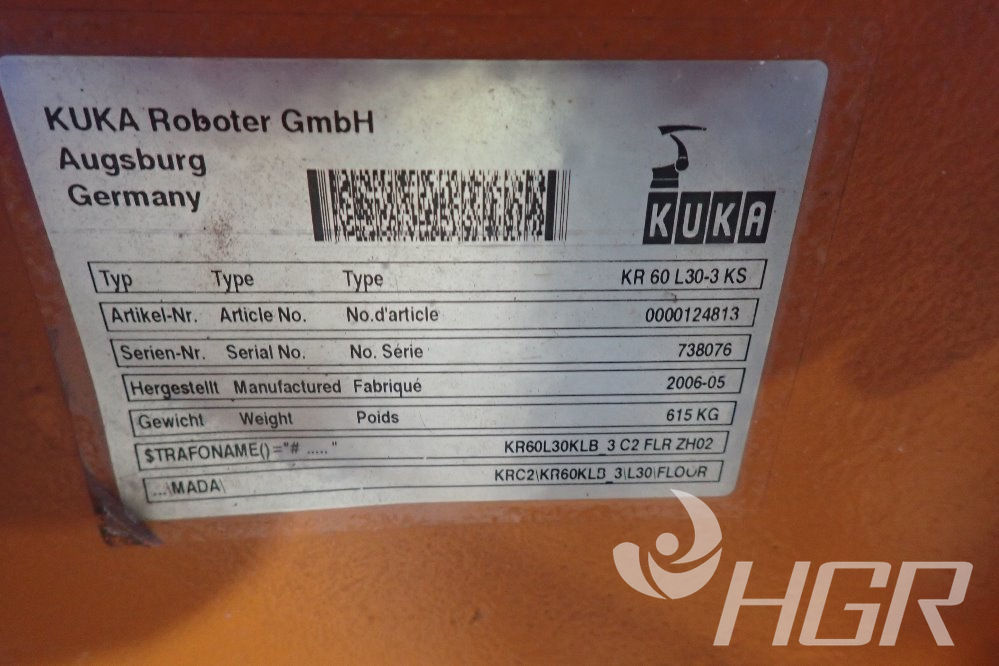 KUKA Roboter GmbH
Augsburg
Germany
KUKA
Typ Type Type KR 60 L30-3 KS
Artikel-Nr. Article No. No.d'article 0000124813
Serien-Nr. Serial No. No. Série 738076
Hergestellt Manufactured Fabriqué 2006-05
Gewicht Weight Poids 615 KG
$TRAFONAME()="# ....." KR60L30KLB_3 C2 FLR ZH02
...\MADA\ KRC2\KR60KLB_3\L30\FLOUR
HGR